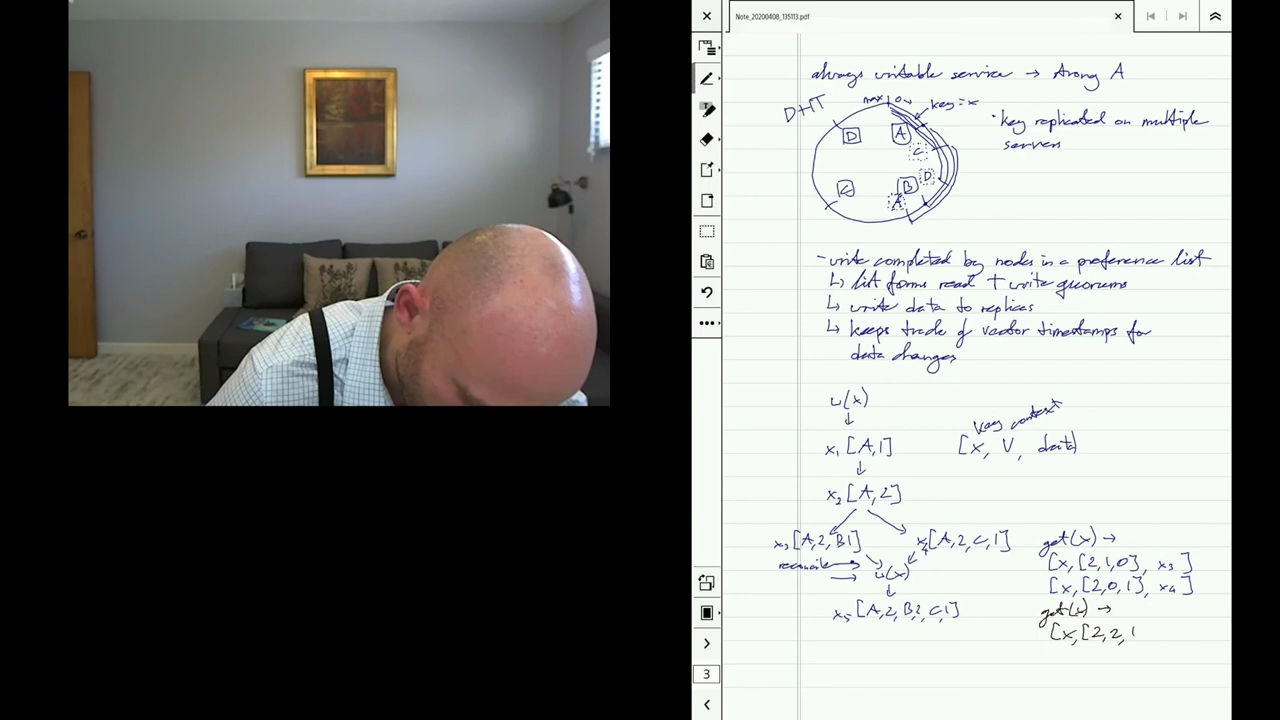 Note_20200408_135113.pdf
always writable service → strong A
DHT
max 0
key = x
D
A
C
D
C
B
A
· key replicated on multiple
servers
- write completed by nodes in a preference list
↳ list forms read + write quorums
↳ write data to replicas
↳ keeps track of vector timestamps for
data changes
w(x)
↓
key context
x₁ [A,1]
[x, V, data]
↓
x₂ [A,2]
x₃ [A,2, B1]
x₄ [A,2, C,1]
get(x) →
reconcile
w(x)
[x, [2,1,0], x₃ ]
[x, [2,0,1], x₄ ]
↓
x₅ [A,2, B2, C,1]
get(x) →
[x, [2, 2, 1
3